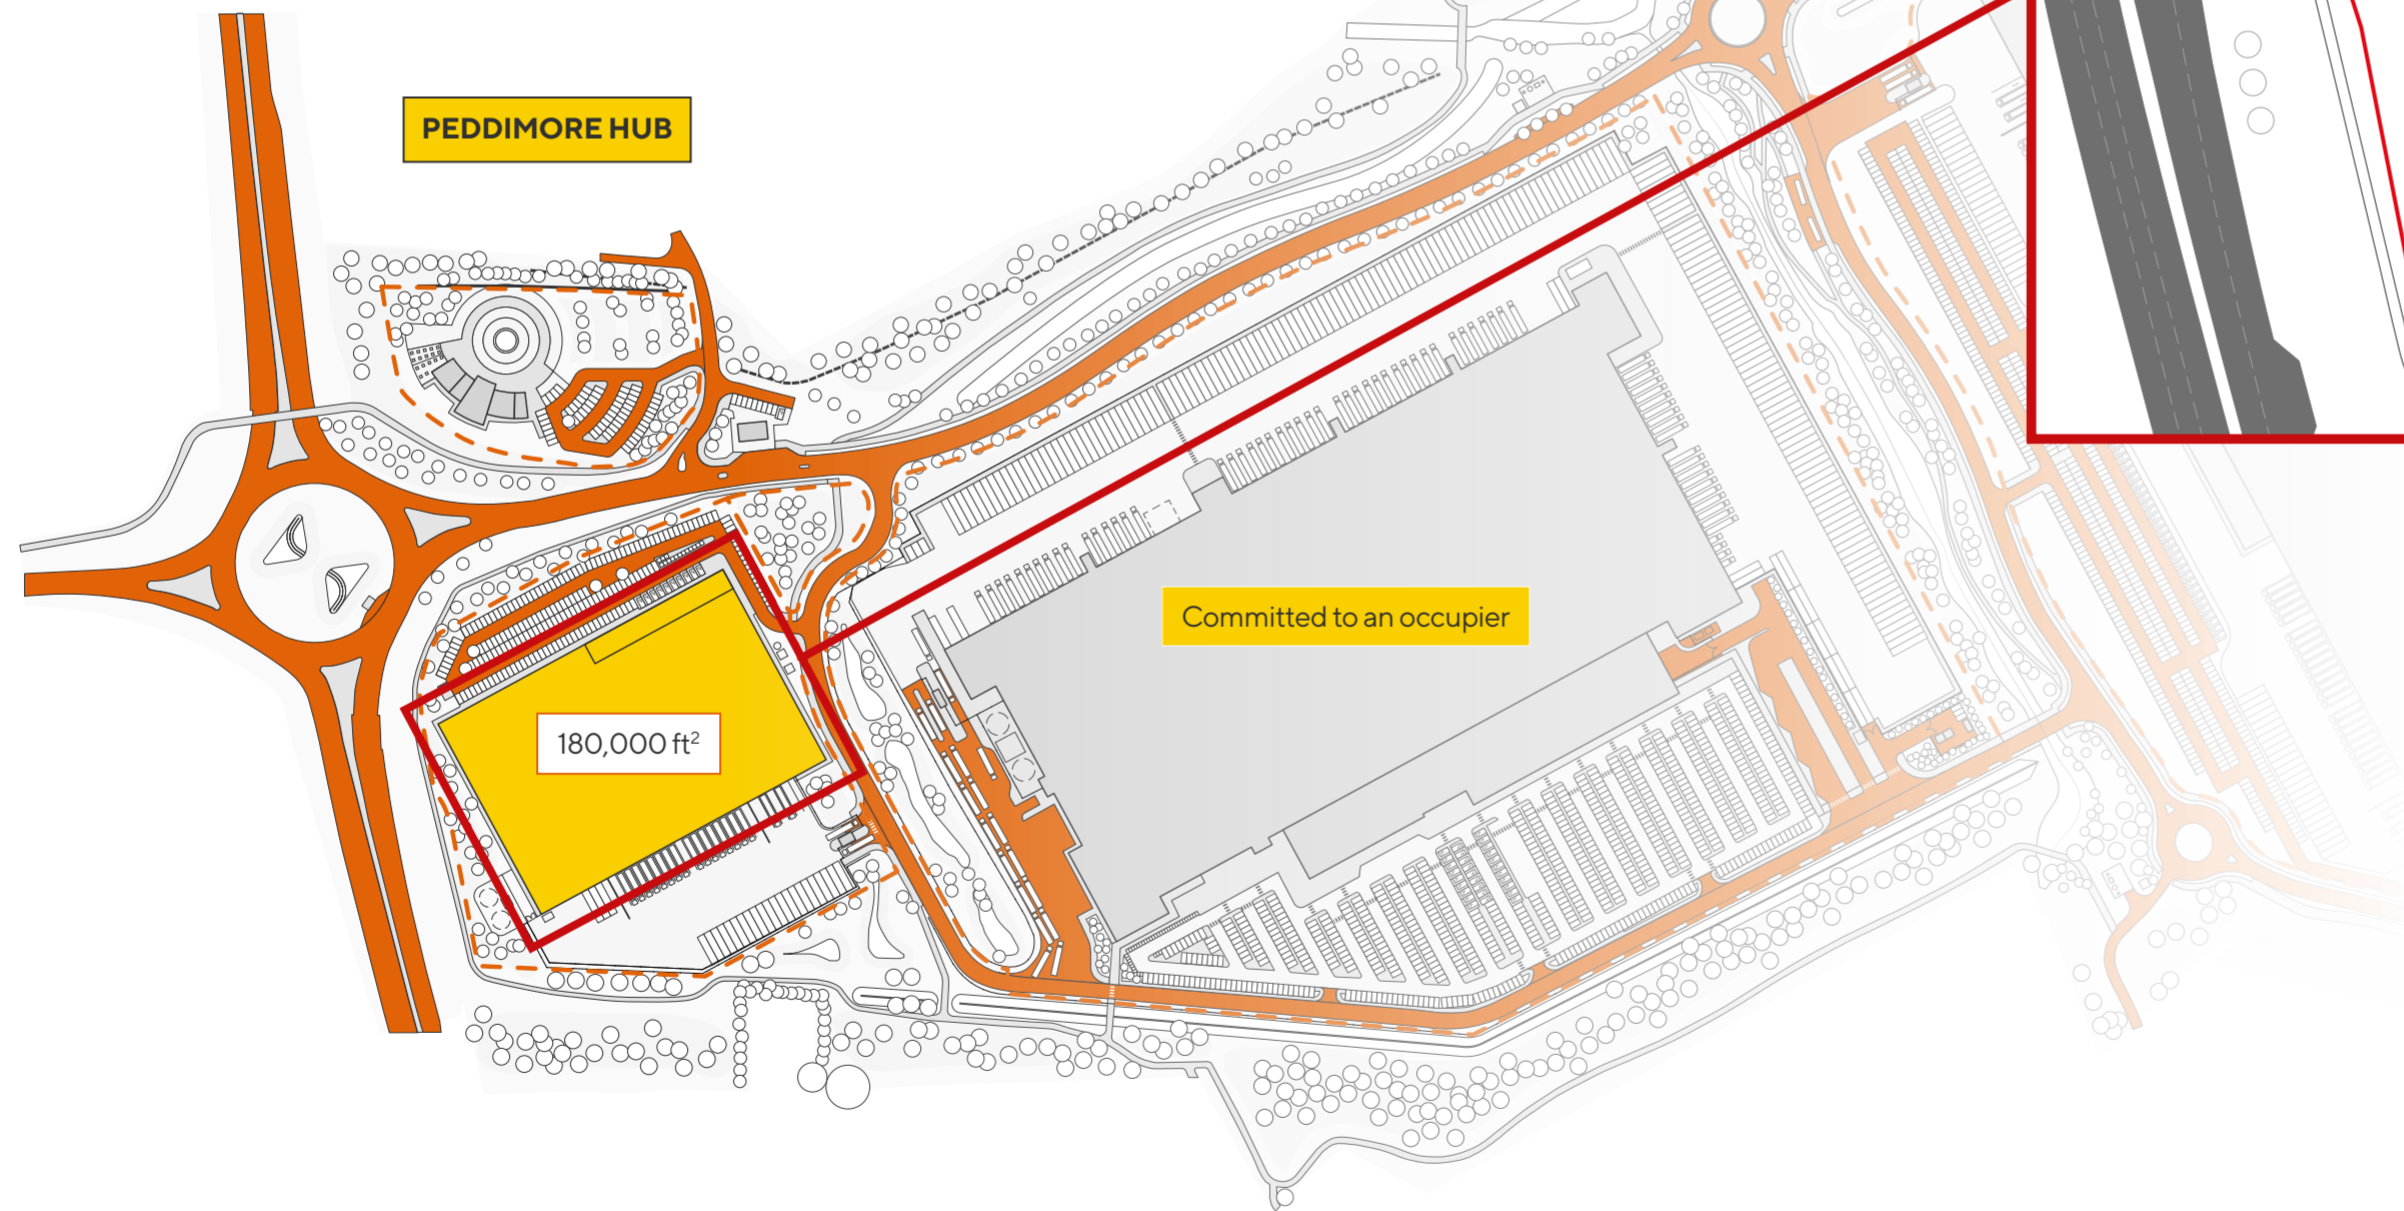 PEDDIMORE HUB
Committed to an occupier
180,000 ft²